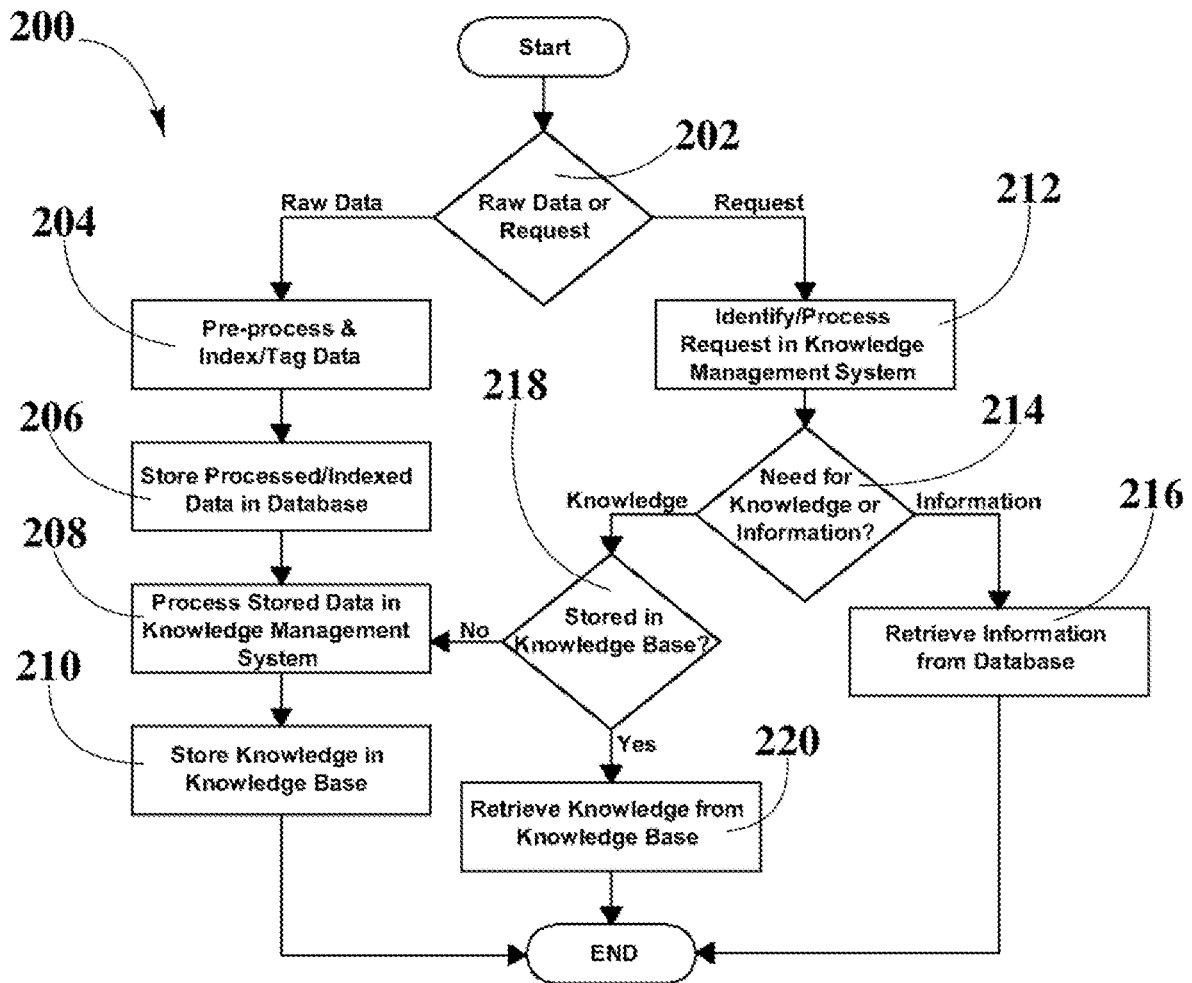 200
Start
202
Raw Data
Raw Data or
Request
Request
204
212
Pre-process &
Index/Tag Data
Identify/Process
Request in Knowledge
Management System
218
214
206
Store Processed/Indexed
Data in Database
Need for
Knowledge or
Information?
Knowledge
Information
216
208
Process Stored Data in
Knowledge Management
System
No
Stored in
Knowledge Base?
Retrieve Information
from Database
210
Yes
220
Store Knowledge in
Knowledge Base
Retrieve Knowledge from
Knowledge Base
END